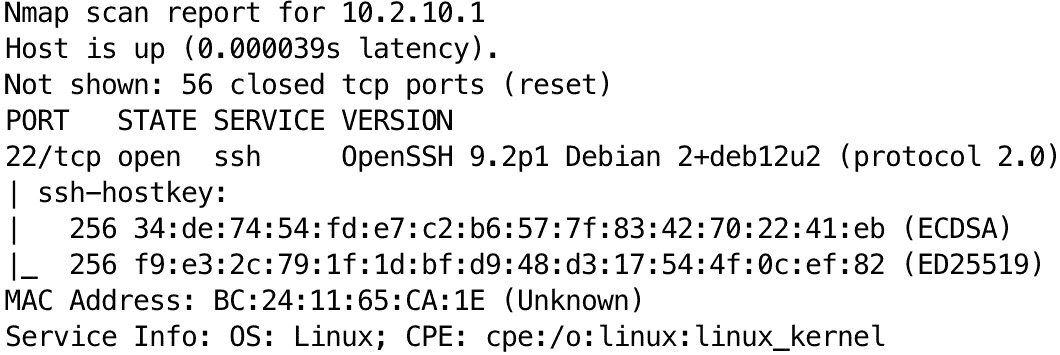 Nmap scan report for 10.2.10.1
Host is up (0.000039s latency).
Not shown: 56 closed tcp ports (reset)
PORT   STATE SERVICE VERSION
22/tcp open  ssh     OpenSSH 9.2p1 Debian 2+deb12u2 (protocol 2.0)
| ssh-hostkey:
|   256 34:de:74:54:fd:e7:c2:b6:57:7f:83:42:70:22:41:eb (ECDSA)
|_  256 f9:e3:2c:79:1f:1d:bf:d9:48:d3:17:54:4f:0c:ef:82 (ED25519)
MAC Address: BC:24:11:65:CA:1E (Unknown)
Service Info: OS: Linux; CPE: cpe:/o:linux:linux_kernel